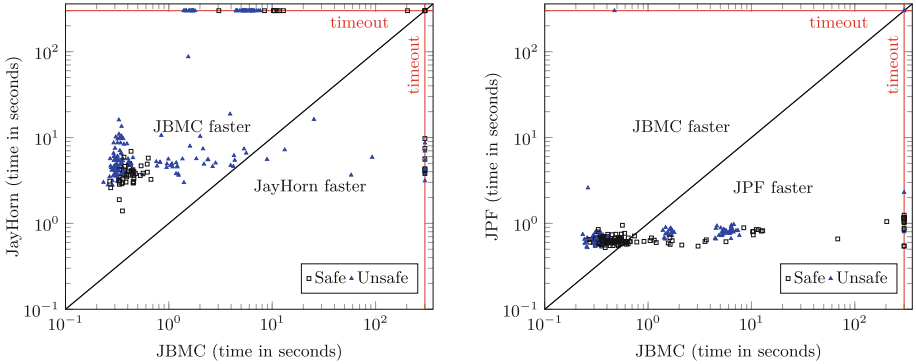 timeout
timeout
JBMC faster
JayHorn faster
Safe Unsafe
10^2
10^1
10^0
10^−1
10^−1 10^0 10^1 10^2
JayHorn (time in seconds)
JBMC (time in seconds)
timeout
timeout
JBMC faster
JPF faster
Safe Unsafe
10^2
10^1
10^0
10^−1
10^−1 10^0 10^1 10^2
JPF (time in seconds)
JBMC (time in seconds)